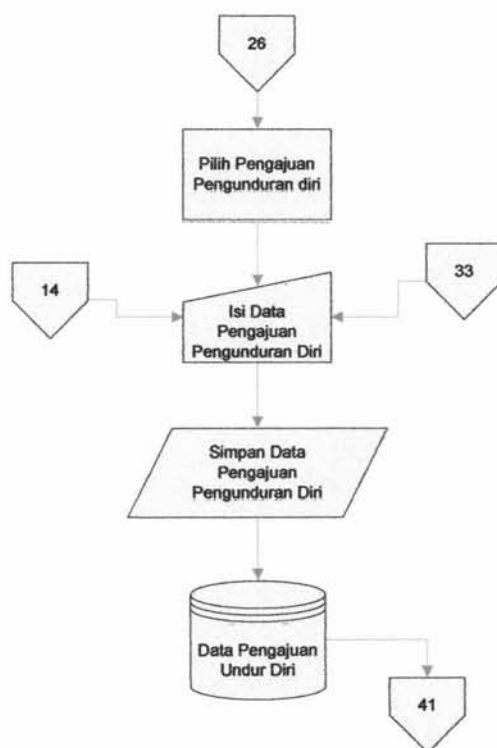 26
Pilih Pengajuan
Pengunduran diri
14
33
Isi Data
Pengajuan
Pengunduran Diri
Simpan Data
Pengajuan
Pengunduran Diri
Data Pengajuan
Undur Diri
41